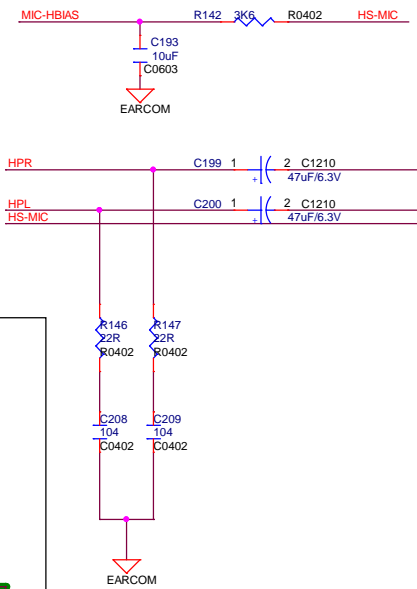 MIC-HBIAS R142 3K6 R0402 HS-MIC
C193
10uF
C0603
EARCOM
HPR C199 1 2 C1210
+ 47uF/6.3V
HPL C200 1 2 C1210
HS-MIC + 47uF/6.3V
R146 R147
22R 22R
R0402 R0402
C208 C209
104 104
C0402 C0402
EARCOM